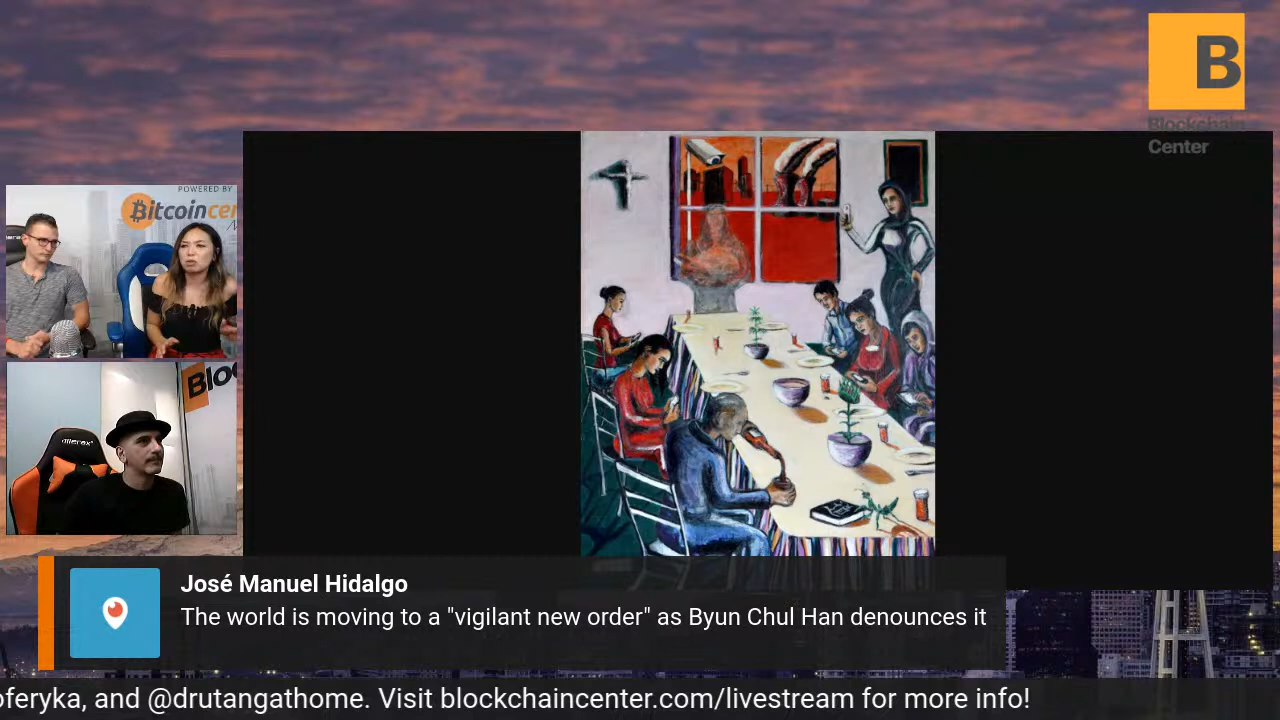 B
Blockchain
Center
POWERED BY
Bitcoincen
Bloc
José Manuel Hidalgo
The world is moving to a "vigilant new order" as Byun Chul Han denounces it
oferyka, and @drutangathome. Visit blockchaincenter.com/livestream for more info!